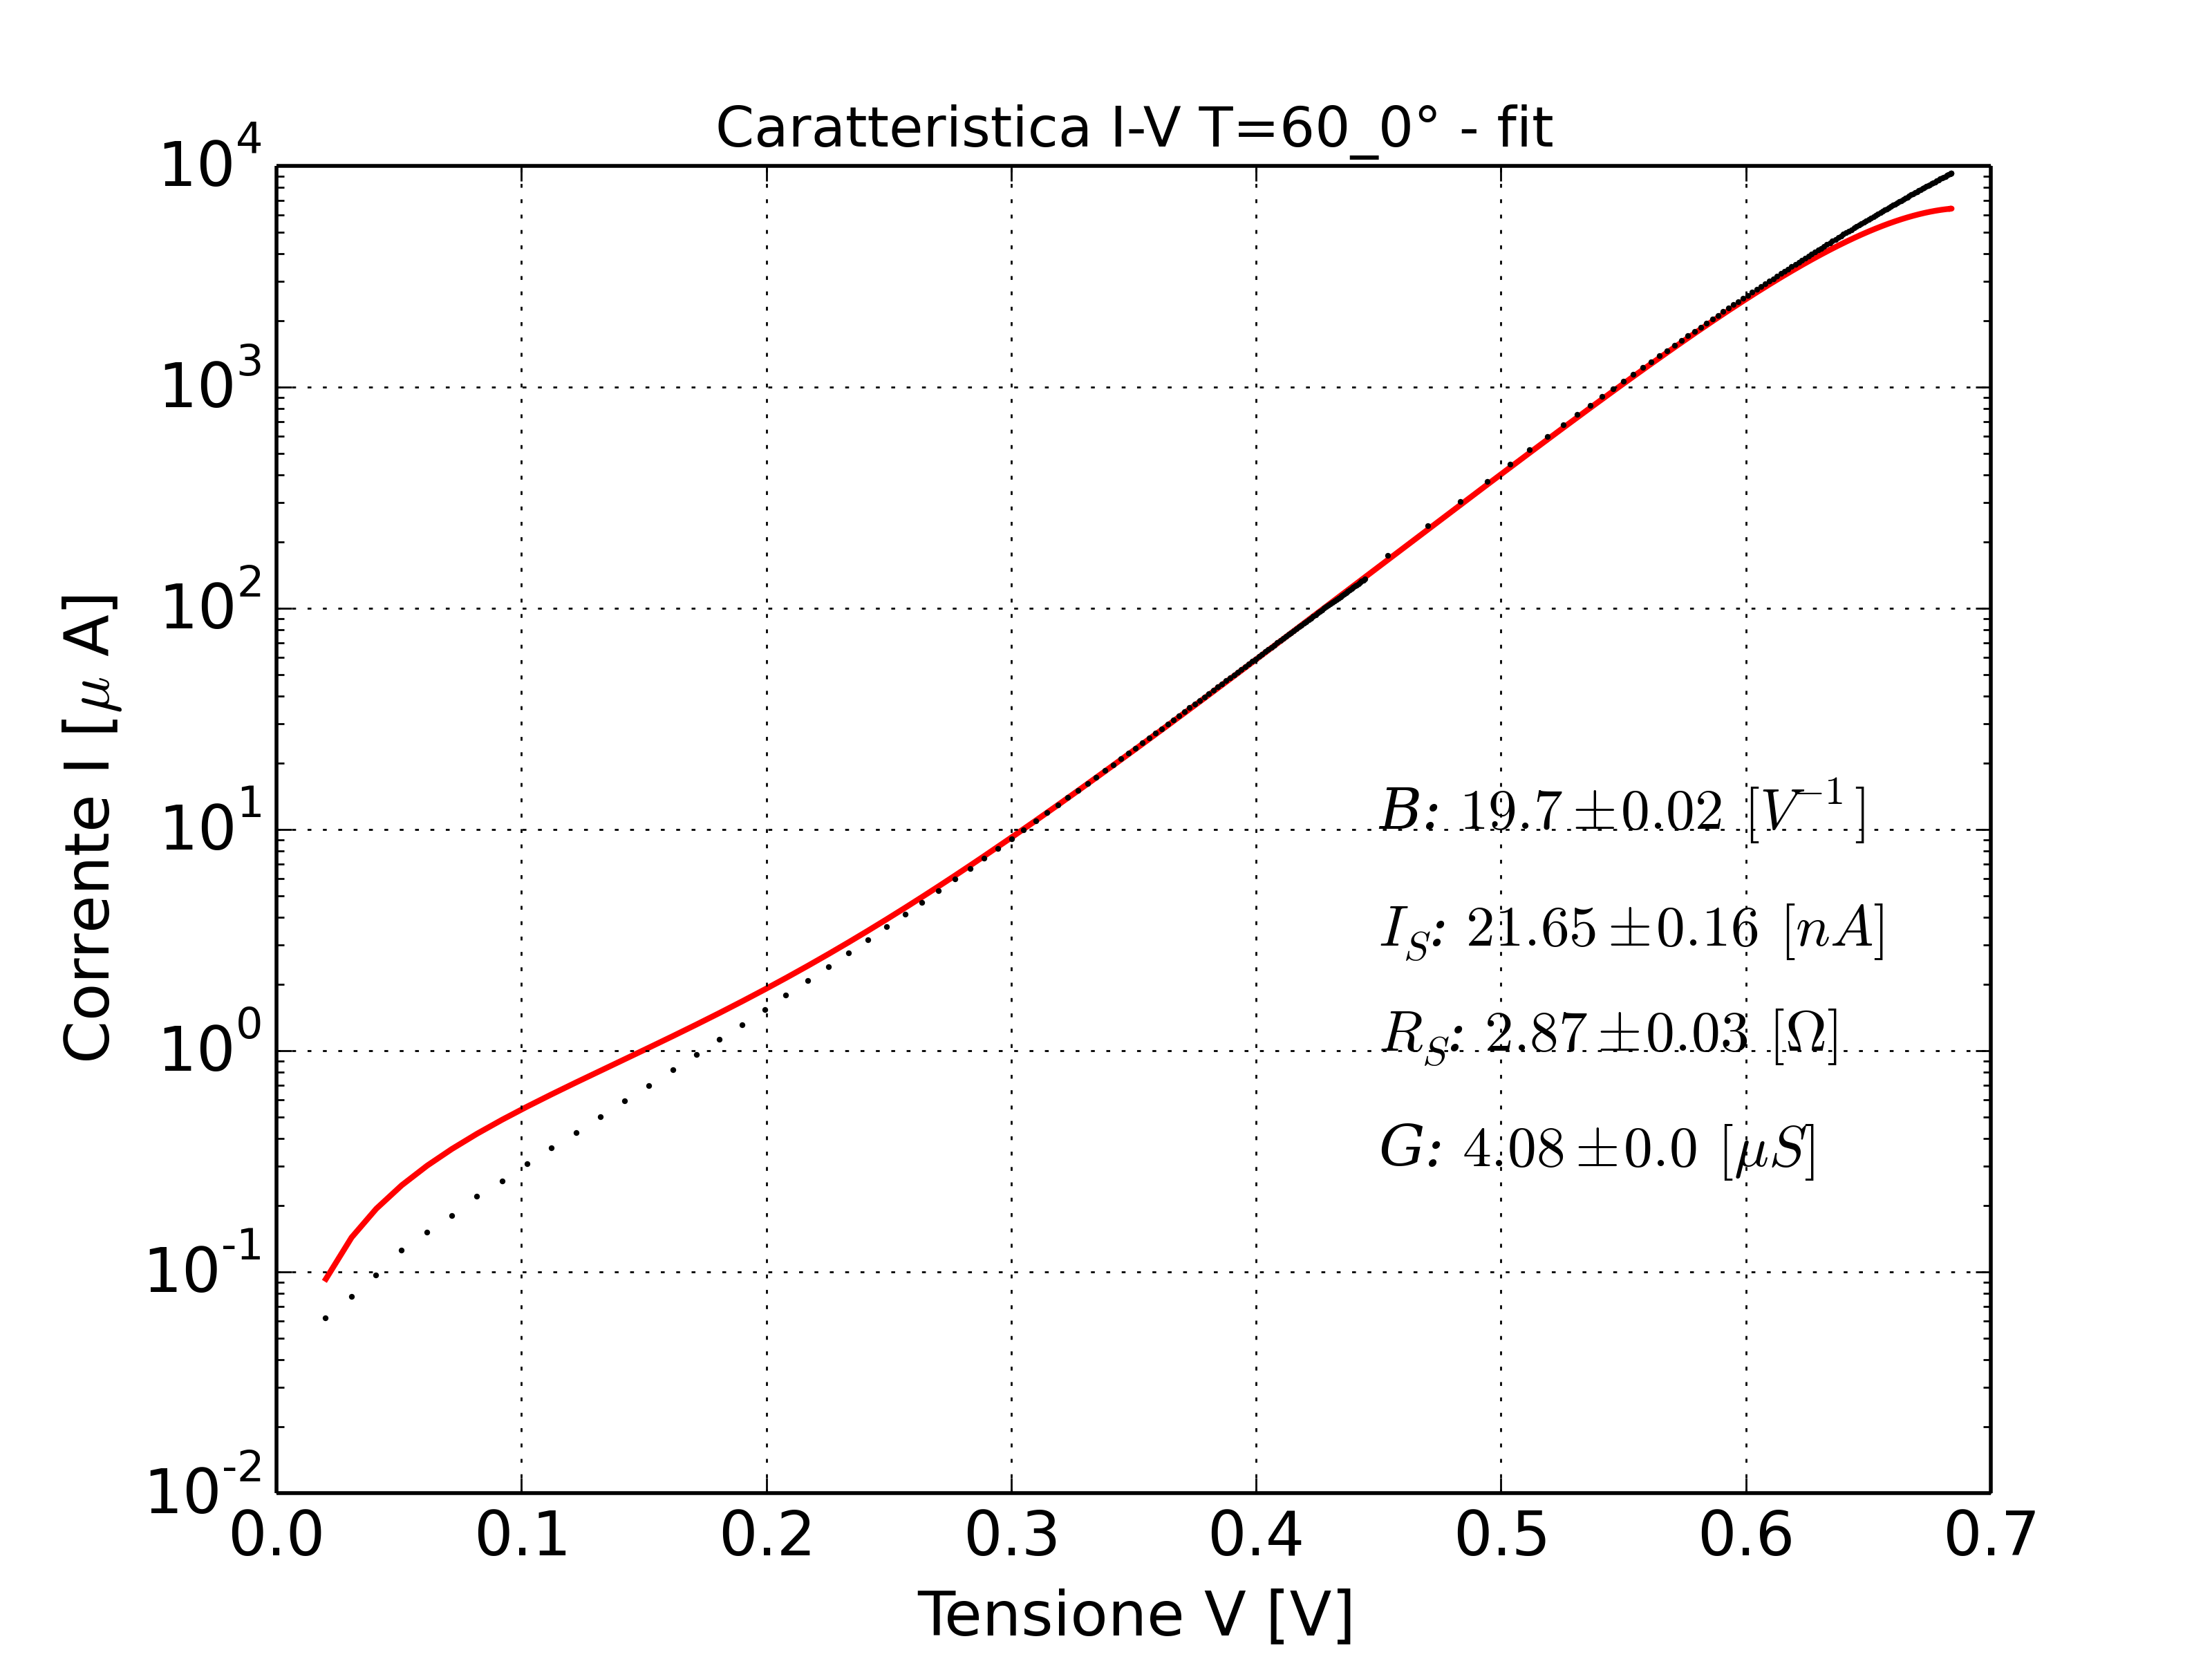 Caratteristica I-V T=60_0° - fit
Corrente I [μ A]
10^4
10^3
10^2
10^1
10^0
10^-1
10^-2
B: 19.7±0.02 [V^−1]
I_S: 21.65±0.16 [nA]
R_S: 2.87±0.03 [Ω]
G: 4.08±0.0 [μS]
0.0 0.1 0.2 0.3 0.4 0.5 0.6 0.7
Tensione V [V]